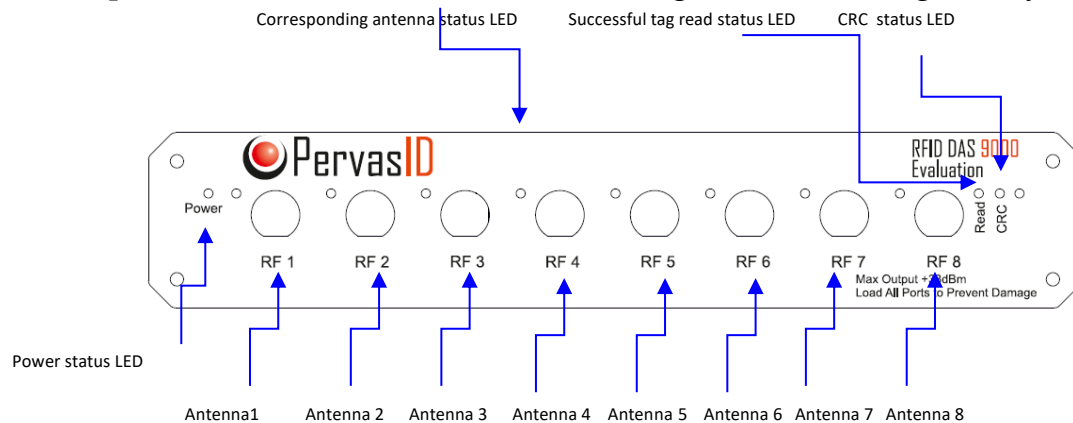 Corresponding antenna status LED
Successful tag read status LED
CRC status LED
PervasID
RFID DAS 9000
Evaluation
Power
Read
CRC
RF 1
RF 2
RF 3
RF 4
RF 5
RF 6
RF 7
RF 8
Load All Ports to Prevent Damage
Max Output
Power status LED
Antenna1
Antenna 2
Antenna 3
Antenna 4
Antenna 5
Antenna 6
Antenna 7
Antenna 8